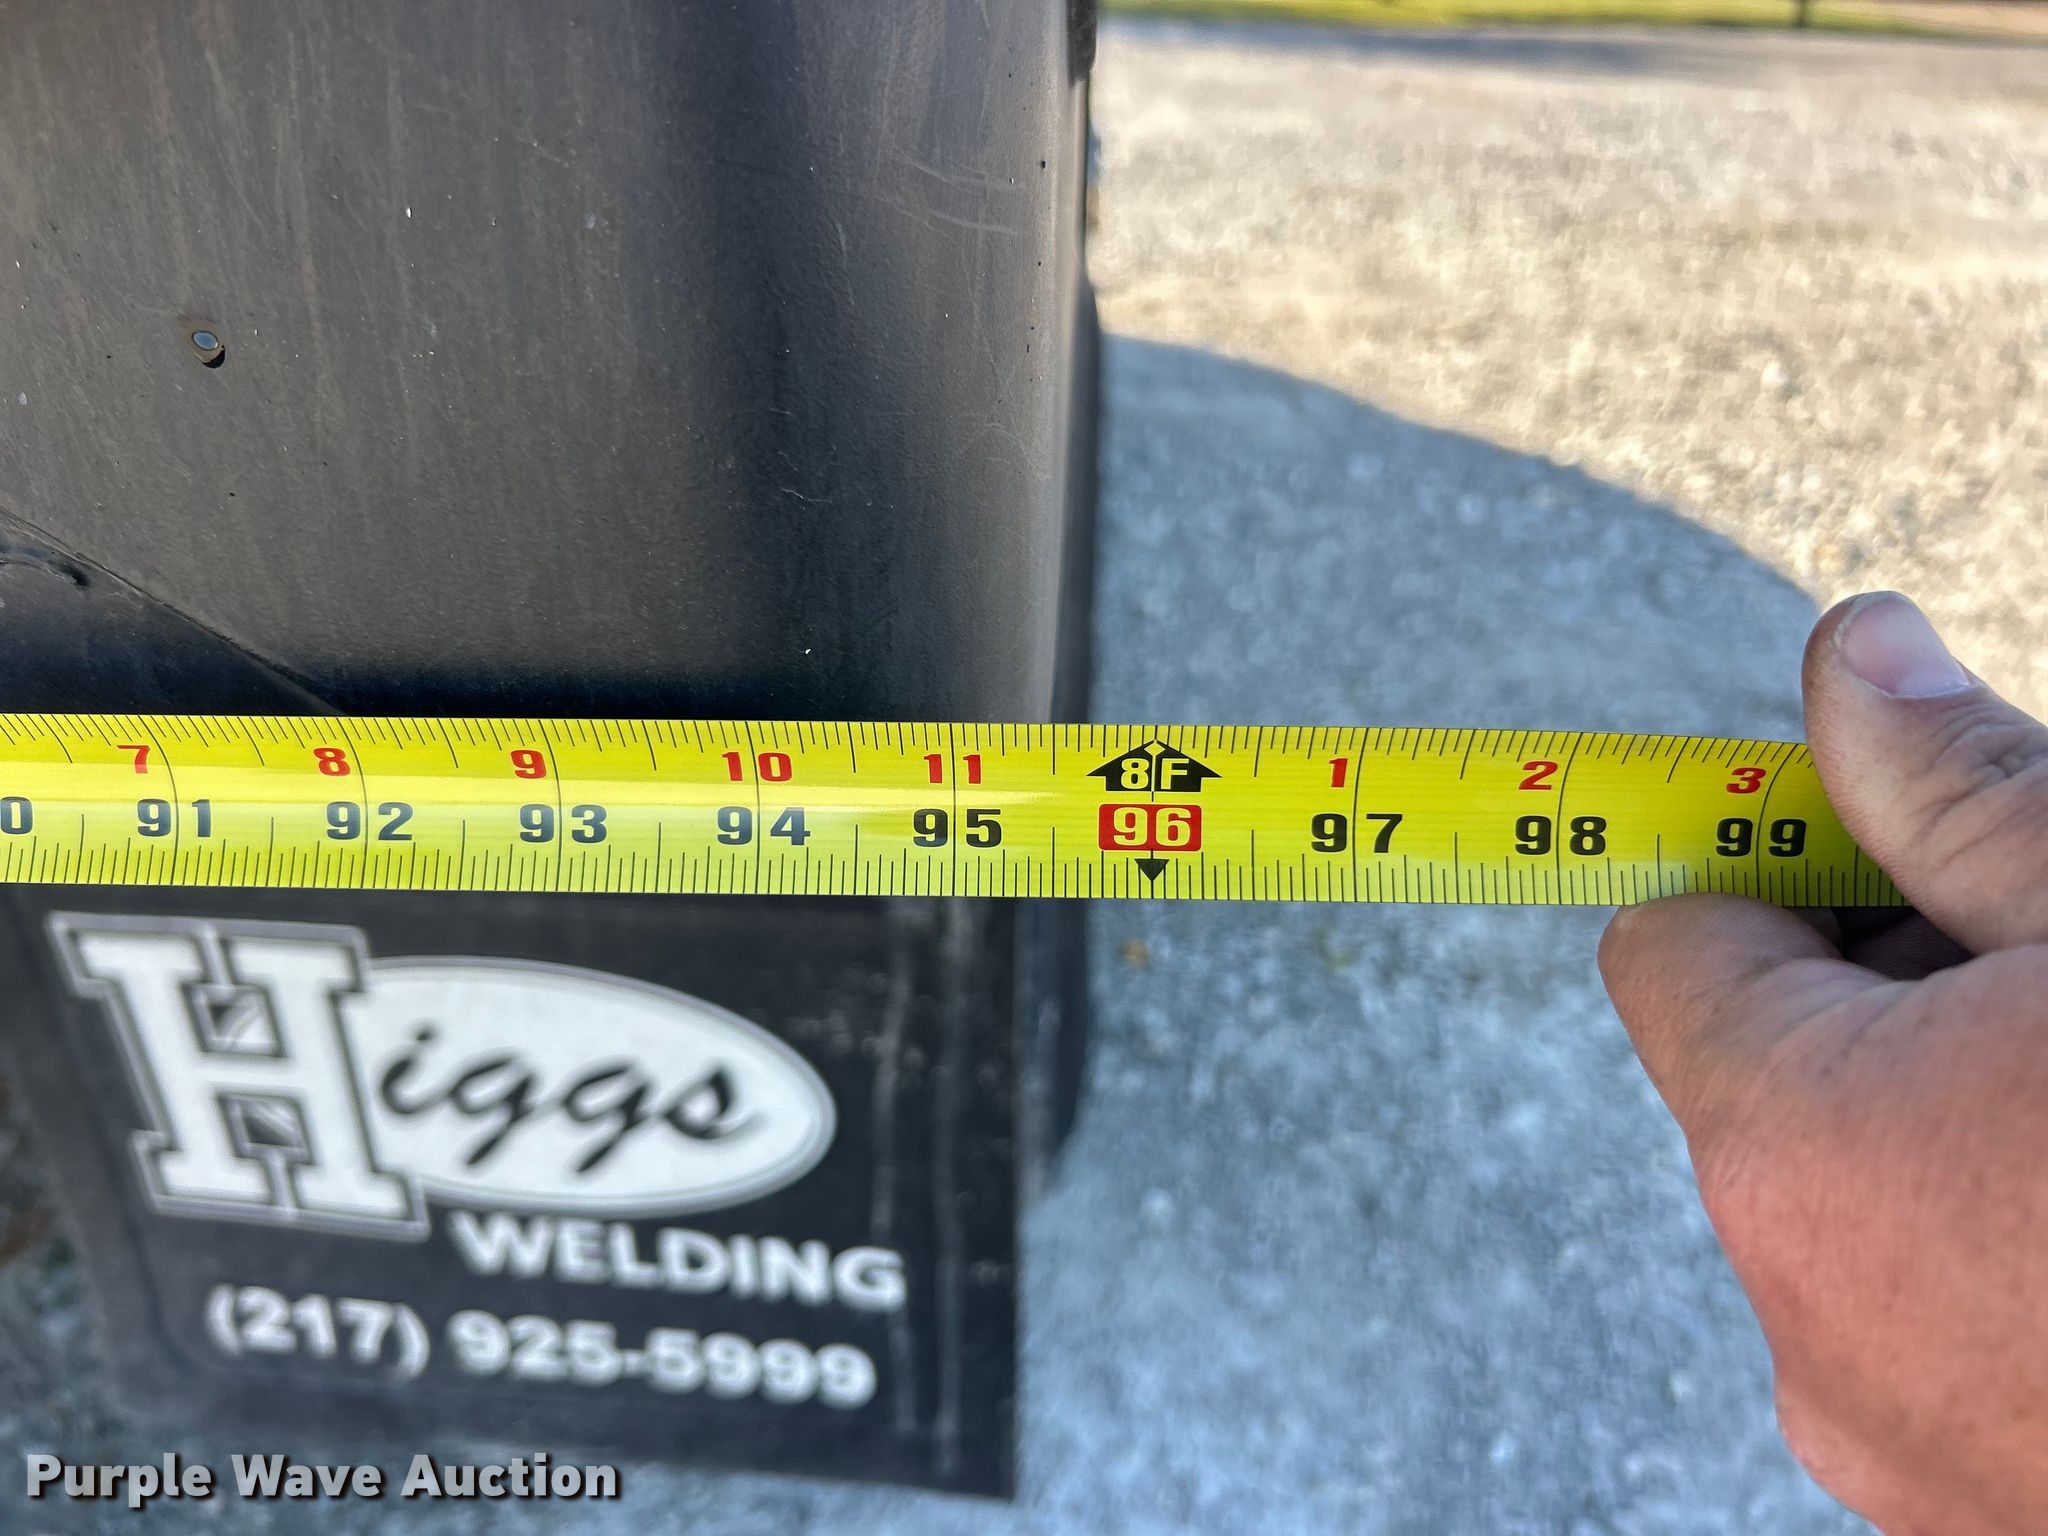 7 8 9 10 11 8F 1 2 3
0 91 92 93 94 95 96 97 98 99
Higgs
WELDING
(217) 925-5999
Purple Wave Auction